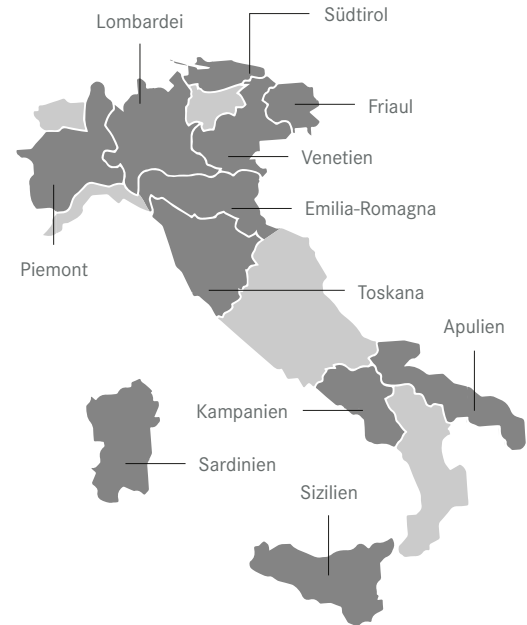 Südtirol
Lombardei
Friaul
Venetien
Emilia-Romagna
Piemont
Toskana
Apulien
Kampanien
Sardinien
Sizilien